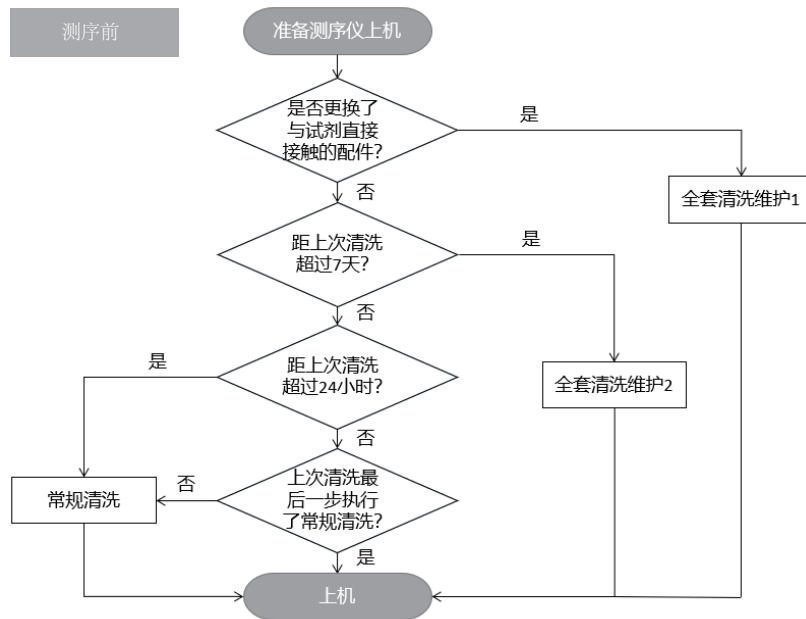 测序前
准备测序仪上机
是否更换了
与试剂直接
接触的配件？
是
否
全套清洗维护1
距上次清洗
超过7天？
是
否
距上次清洗
超过24小时？
是
否
全套清洗维护2
上次清洗最
后一步执行
了常规清洗？
否
是
常规清洗
上机